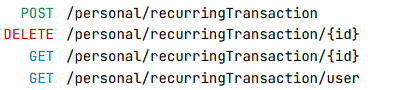 POST /personal/recurringTransaction
DELETE /personal/recurringTransaction/{id}
GET /personal/recurringTransaction/{id}
GET /personal/recurringTransaction/user